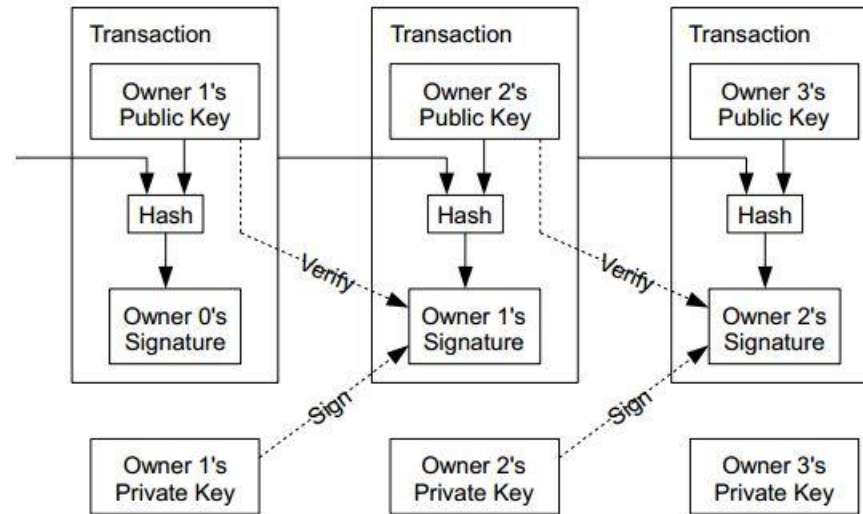 Transaction
Transaction
Transaction
Owner 1's
Public Key
Owner 2's
Public Key
Owner 3's
Public Key
Hash
Hash
Hash
Verify
Verify
Owner 0's
Signature
Owner 1's
Signature
Owner 2's
Signature
Sign
Sign
Owner 1's
Private Key
Owner 2's
Private Key
Owner 3's
Private Key